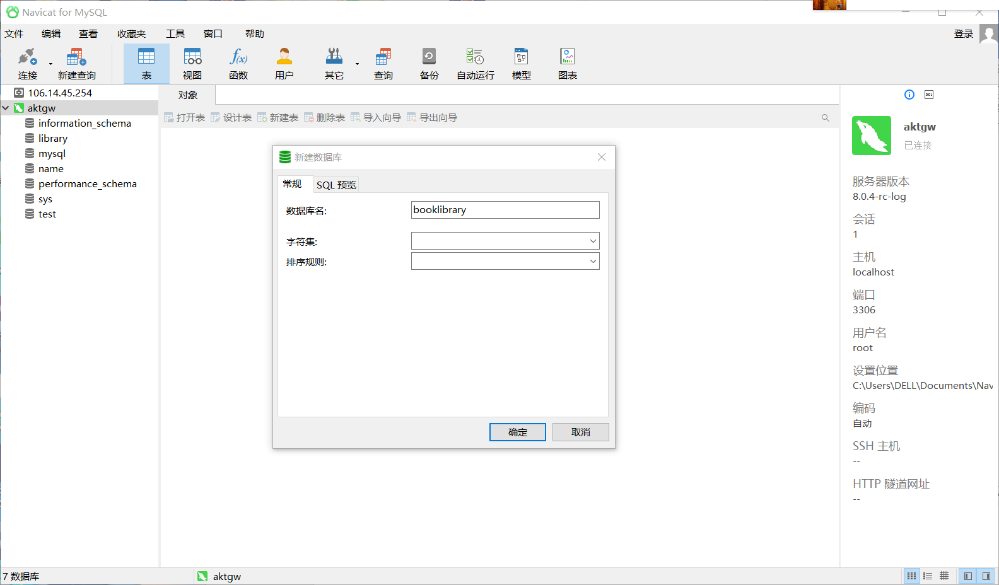 Navicat for MySQL
文件 编辑 查看 收藏夹 工具 窗口 帮助 登录
连接 新建查询 表 视图 函数 用户 其它 查询 备份 自动运行 模型 图表
106.14.45.254
aktgw
information_schema
library
mysql
name
performance_schema
sys
test
对象
打开表 设计表 新建表 删除表 导入向导 导出向导
新建数据库
常规 SQL 预览
数据库名: booklibrary
字符集:
排序规则:
确定 取消
DDL
aktgw
已连接
服务器版本
8.0.4-rc-log
会话
1
主机
localhost
端口
3306
用户名
root
设置位置
C:\Users\DELL\Documents\Nav
编码
自动
SSH 主机
--
HTTP 隧道网址
--
7 数据库 aktgw